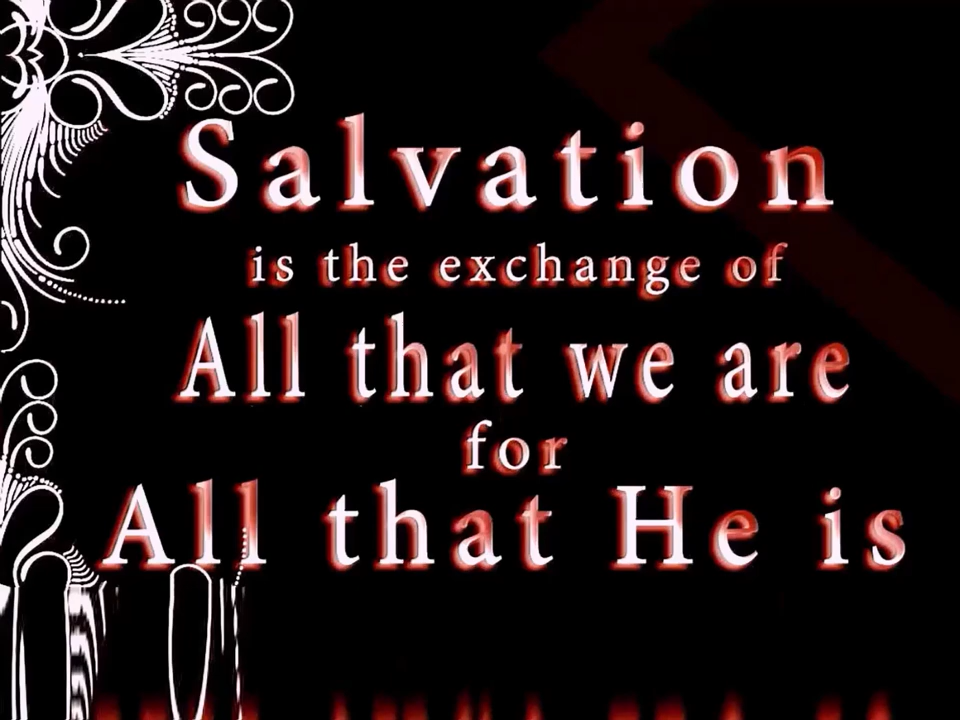 Salvation
is the exchange of
All that we are
for
All that He is